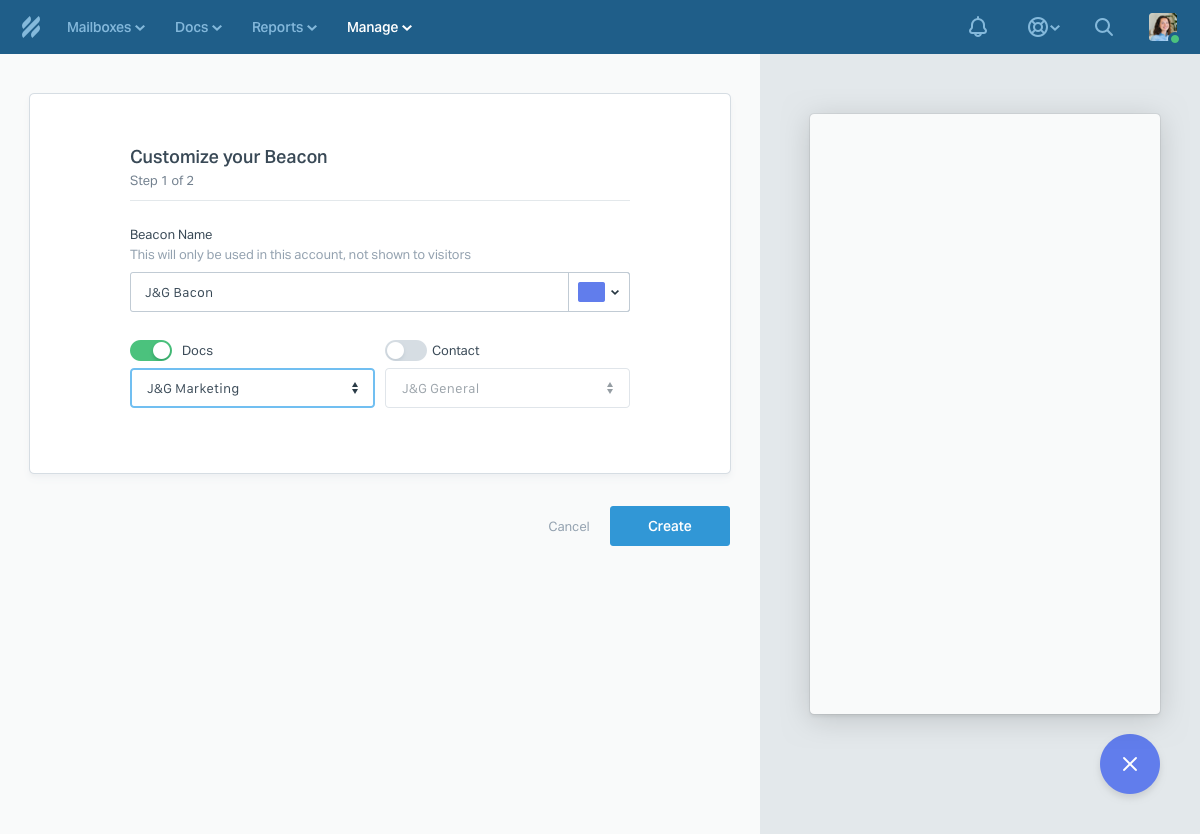 Mailboxes Docs Reports Manage
Customize your Beacon
Step 1 of 2
Beacon Name
This will only be used in this account, not shown to visitors
J&G Bacon
Docs Contact
J&G Marketing J&G General
Cancel Create